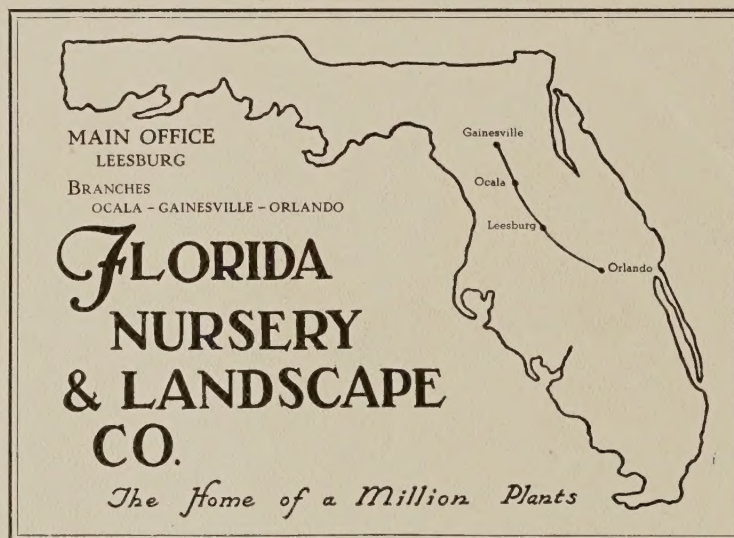 MAIN OFFICE
LEESBURG
BRANCHES
OCALA – GAINESVILLE – ORLANDO
FLORIDA
NURSERY
& LANDSCAPE
CO.
The Home of a Million Plants
Gainesville
Ocala
Leesburg
Orlando